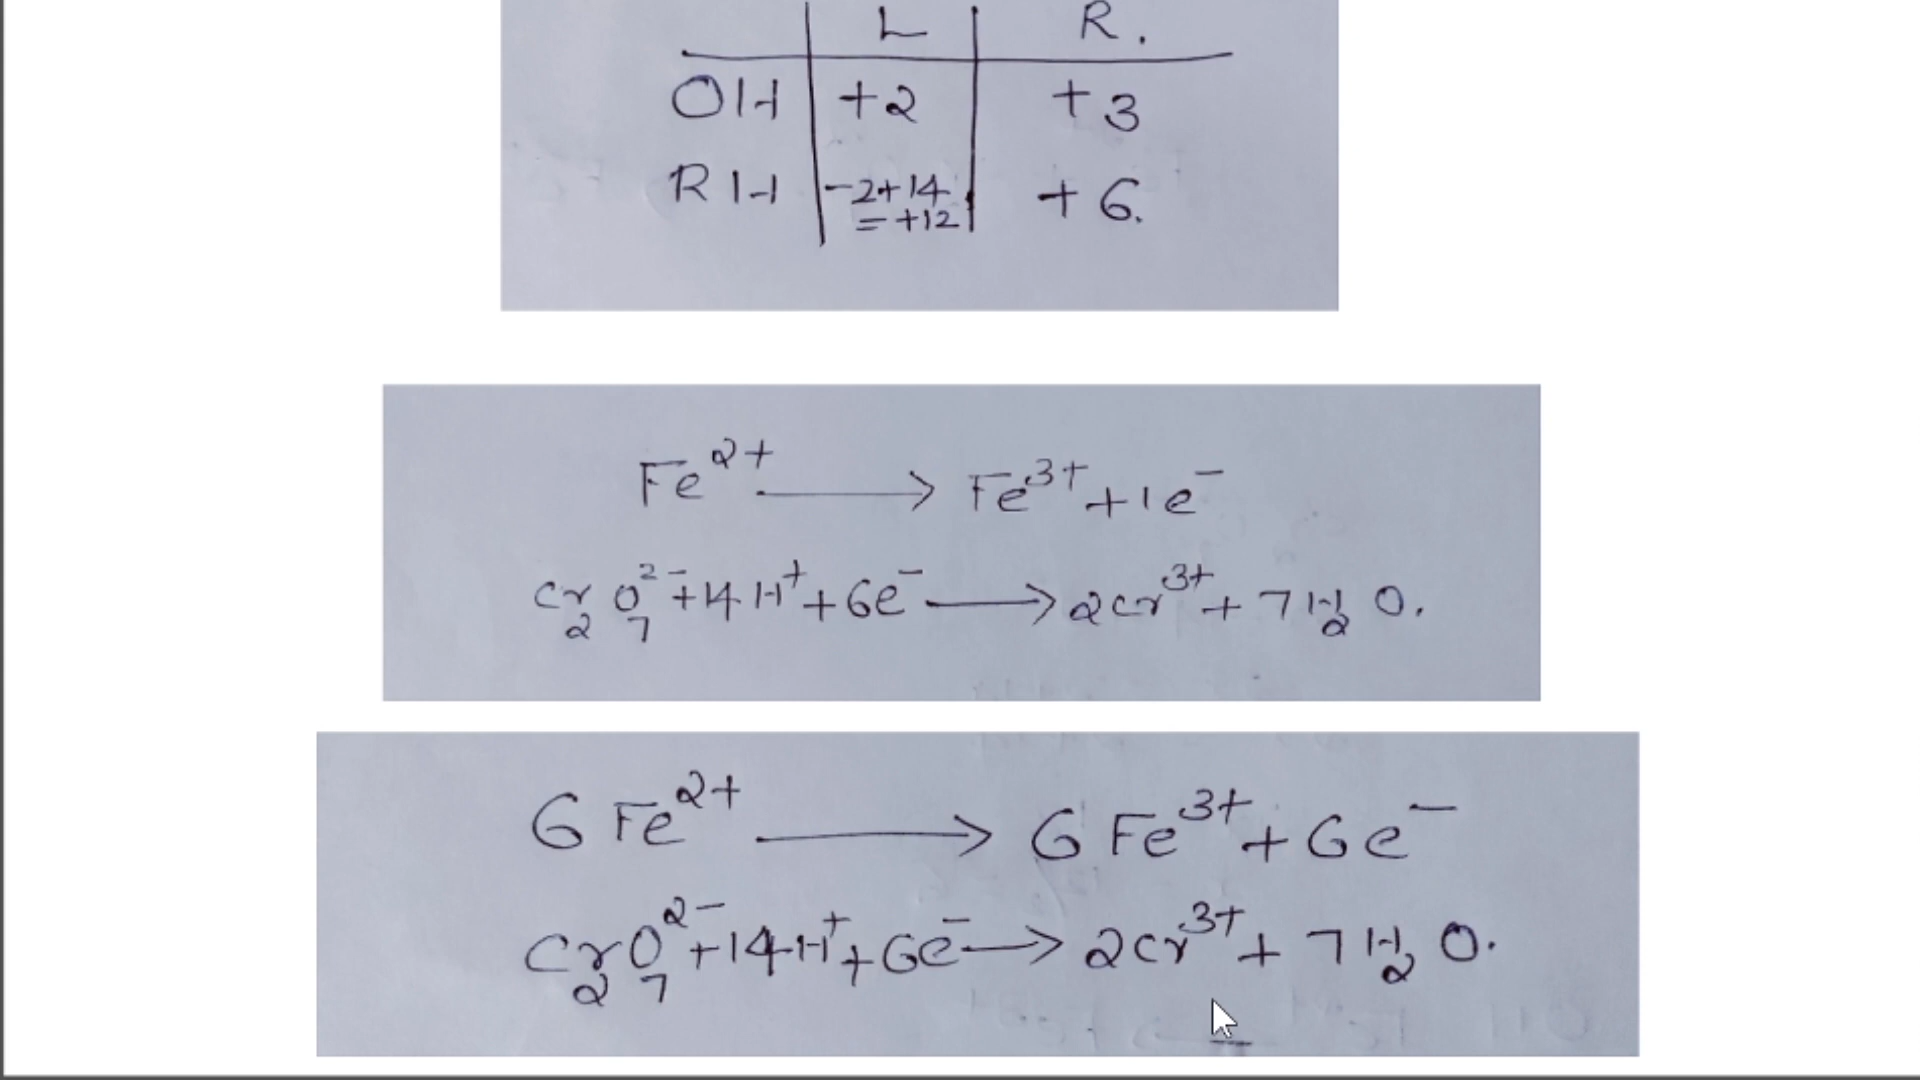 L R.
OH +2 +3
RH -2+14 +6.
=+12
Fe²⁺ → Fe³⁺ + 1e⁻
Cr₂O₇²⁻ + 14H⁺ + 6e⁻ → 2Cr³⁺ + 7H₂O.
6Fe²⁺ → 6Fe³⁺ + 6e⁻
Cr₂O₇²⁻ + 14H⁺ + 6e⁻ → 2Cr³⁺ + 7H₂O.